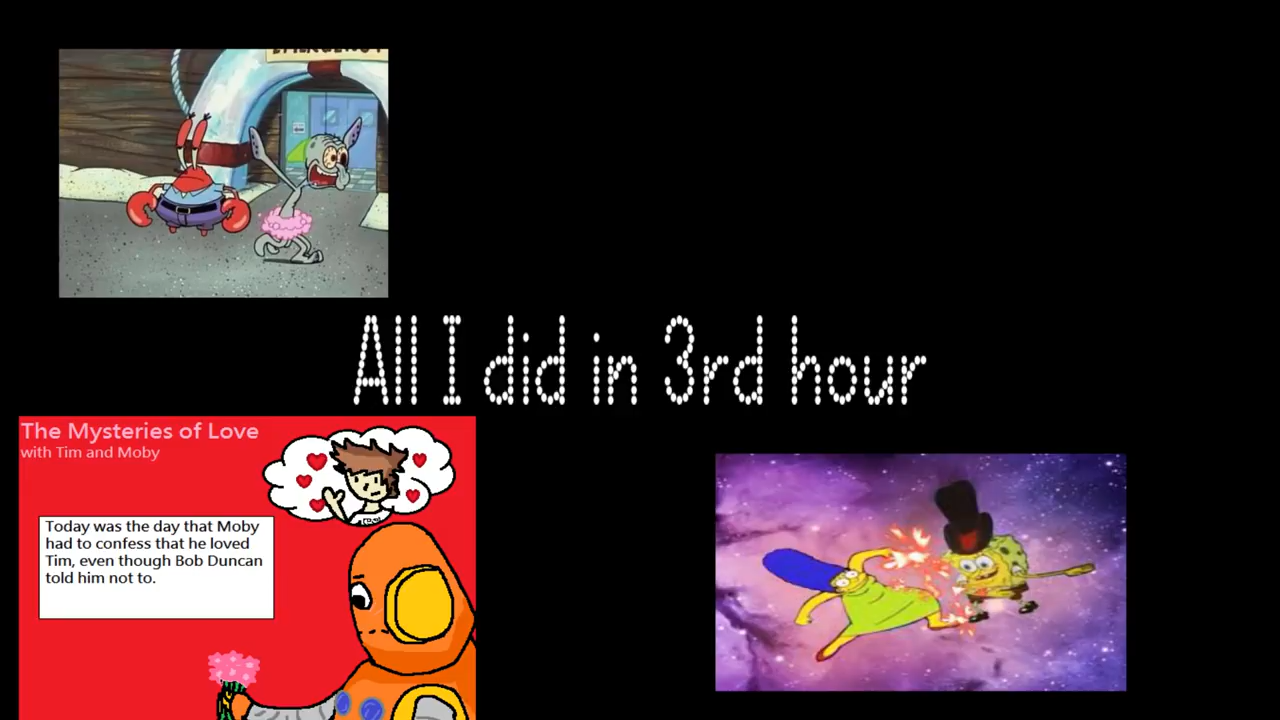 All I did in 3rd hour
The Mysteries of Love
with Tim and Moby
Today was the day that Moby
had to confess that he loved
Tim, even though Bob Duncan
told him not to.